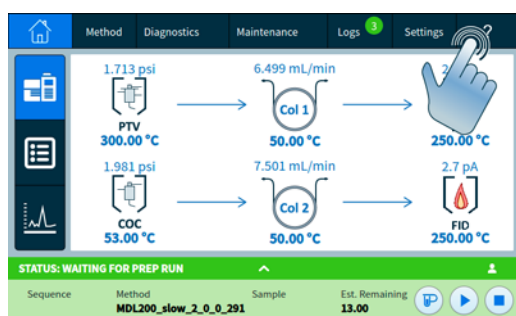 Method Diagnostics Maintenance Logs 3 Settings
1.713 psi 6.499 mL/min
Col 1
PTV
300.00 °C 50.00 °C 250.00 °C
1.981 psi 7.501 mL/min 2.7 pA
Col 2
COC FID
53.00 °C 50.00 °C 250.00 °C
STATUS: WAITING FOR PREP RUN
Sequence Method Sample Est. Remaining
MDL200_slow_2_0_0_291 13.00
P